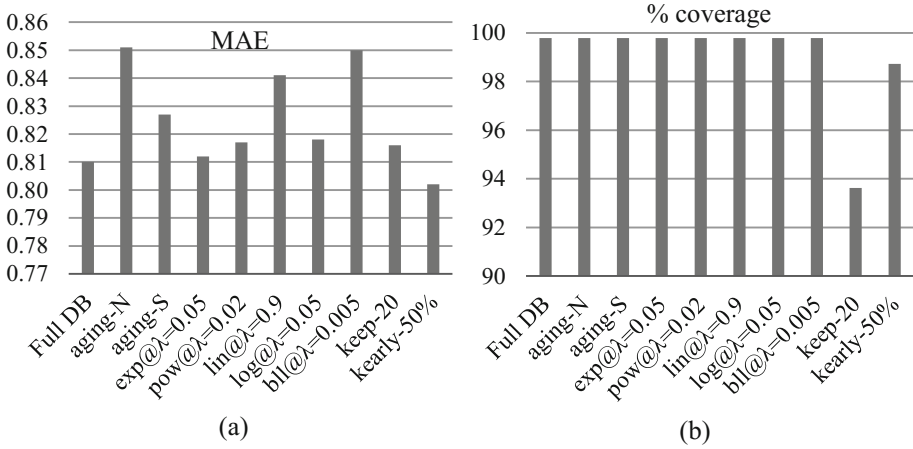 MAE
0.86
0.85
0.84
0.83
0.82
0.81
0.80
0.79
0.78
0.77
Full DB
aging-N
aging-S
exp@λ=0.05
pow@λ=0.02
lin@λ=0.9
log@λ=0.05
bll@λ=0.005
keep-20
kearly-50%
(a)
% coverage
100
98
96
94
92
90
Full DB
aging-N
aging-S
exp@λ=0.05
pow@λ=0.02
lin@λ=0.9
log@λ=0.05
bll@λ=0.005
keep-20
kearly-50%
(b)